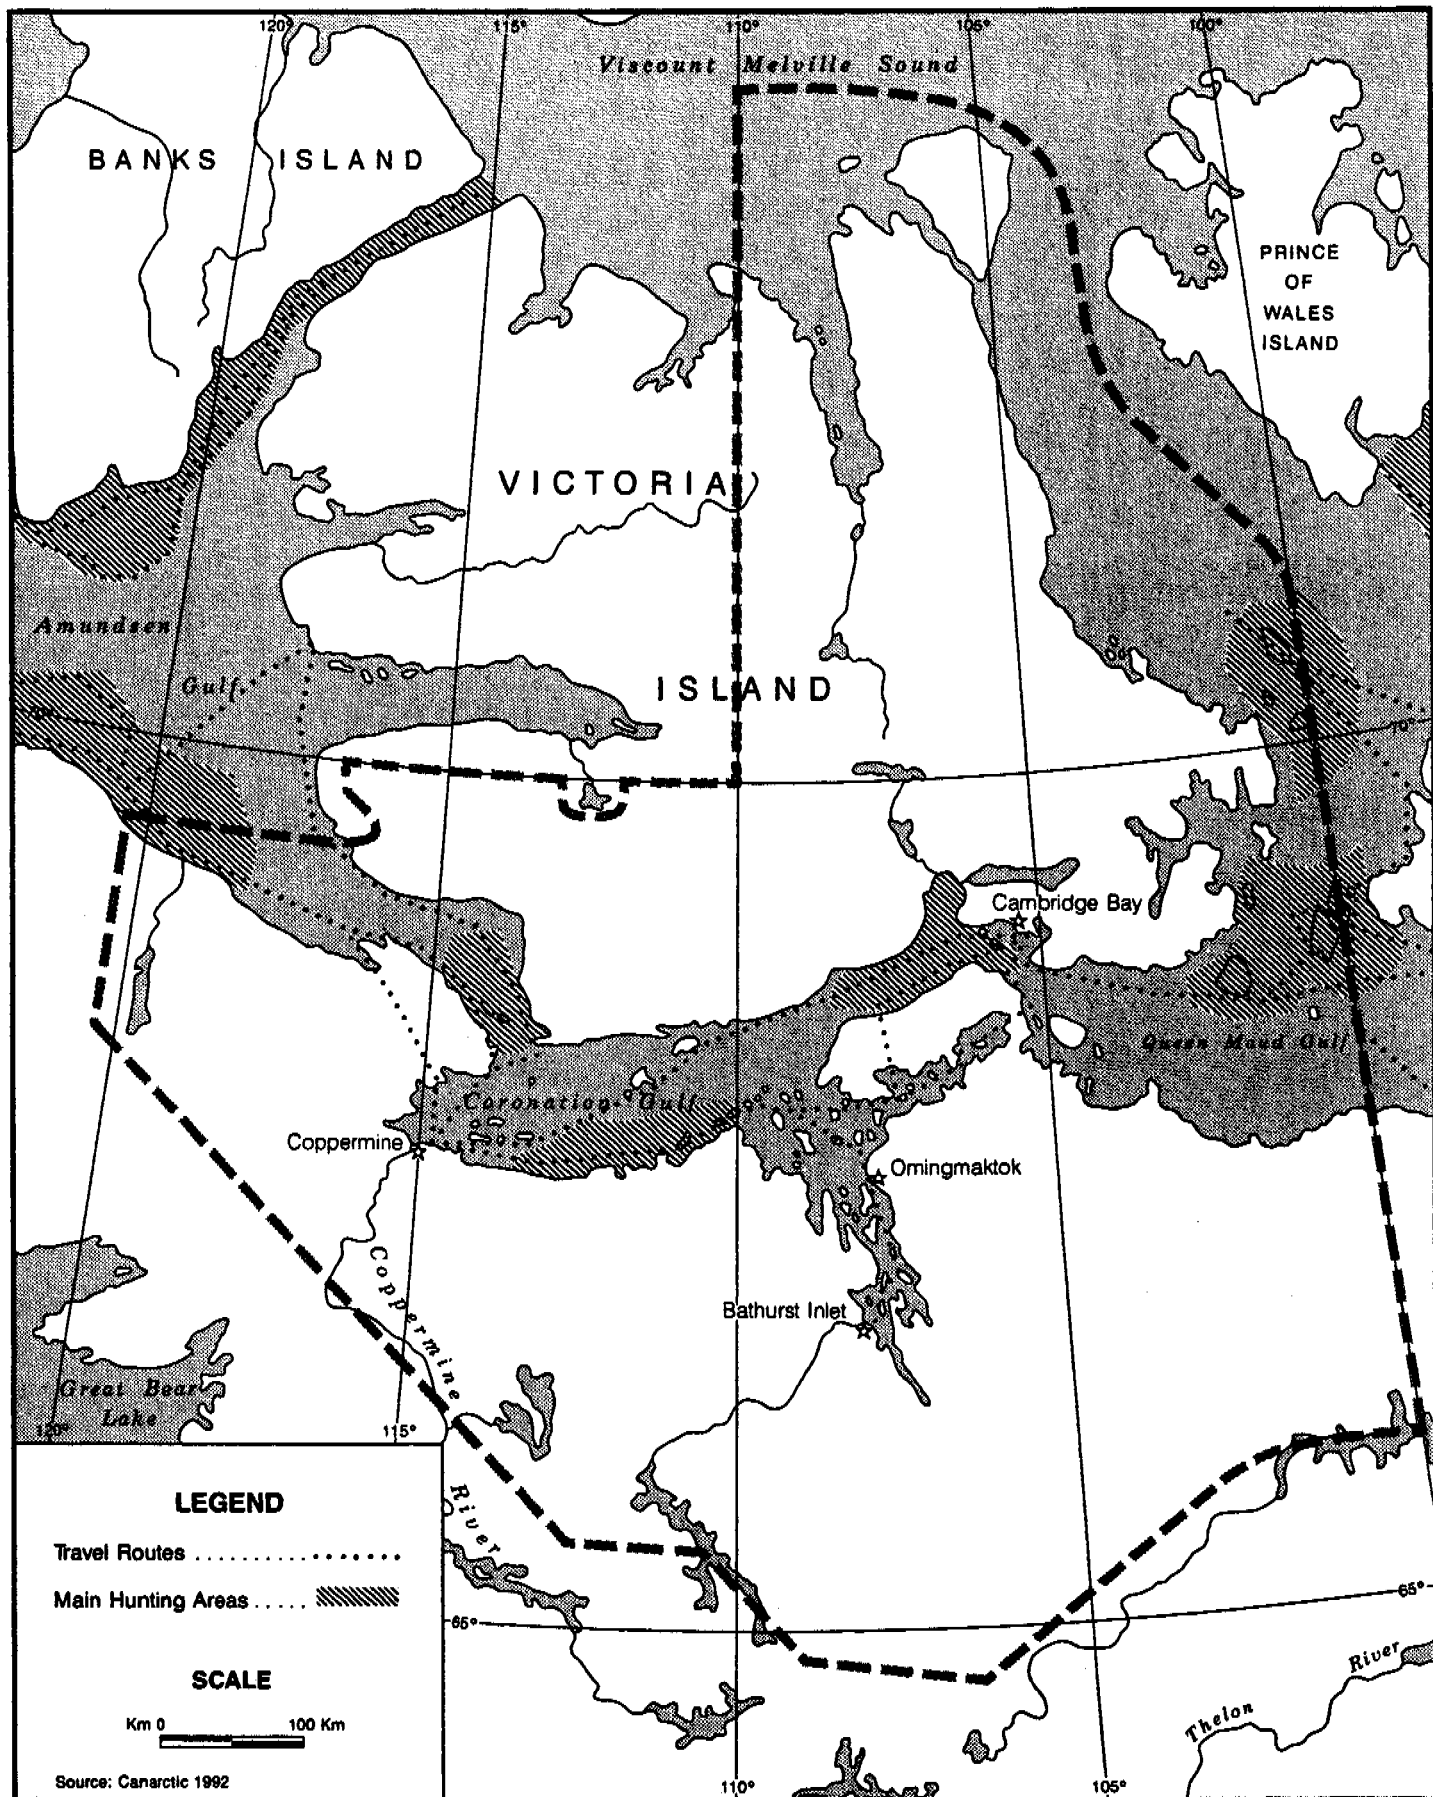 120°
115°
110°
105°
100°
Viscount Melville Sound
BANKS ISLAND
PRINCE
OF
WALES
ISLAND
VICTORIA
ISLAND
Amundsen
Gulf
70°
70°
Cambridge Bay
Queen Maud Gulf
Coronation Gulf
Coppermine
Omingmaktok
Bathurst Inlet
Coppermine
River
Great Bear
Lake
120°
115°
LEGEND
Travel Routes
Main Hunting Areas
65°
65°
SCALE
Km 0 100 Km
Source: Canarctic 1992
Thelon River
110°
105°